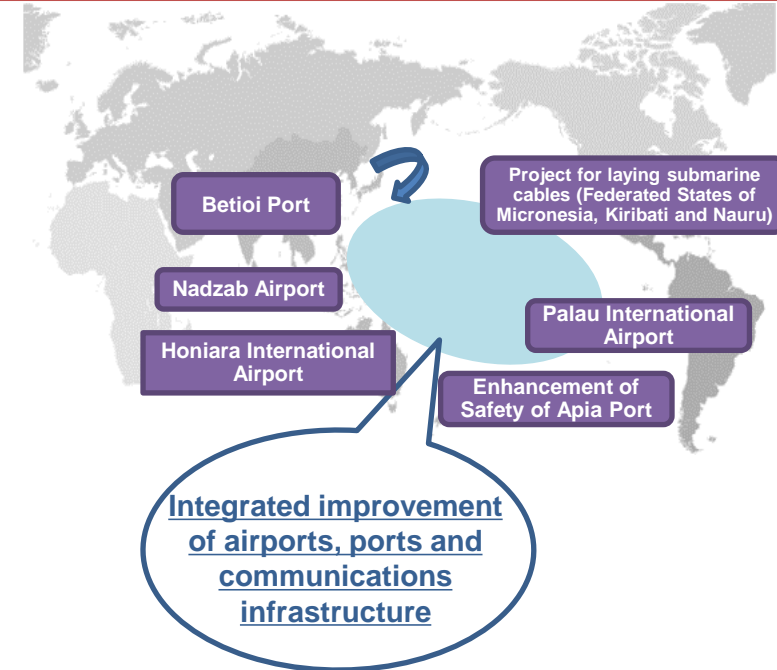 Project for laying submarine
cables (Federated States of
Micronesia, Kiribati and Nauru)
Betioi Port
Nadzab Airport
Palau International
Airport
Honiara International
Airport
Enhancement of
Safety of Apia Port
Integrated improvement
of airports, ports and
communications
infrastructure